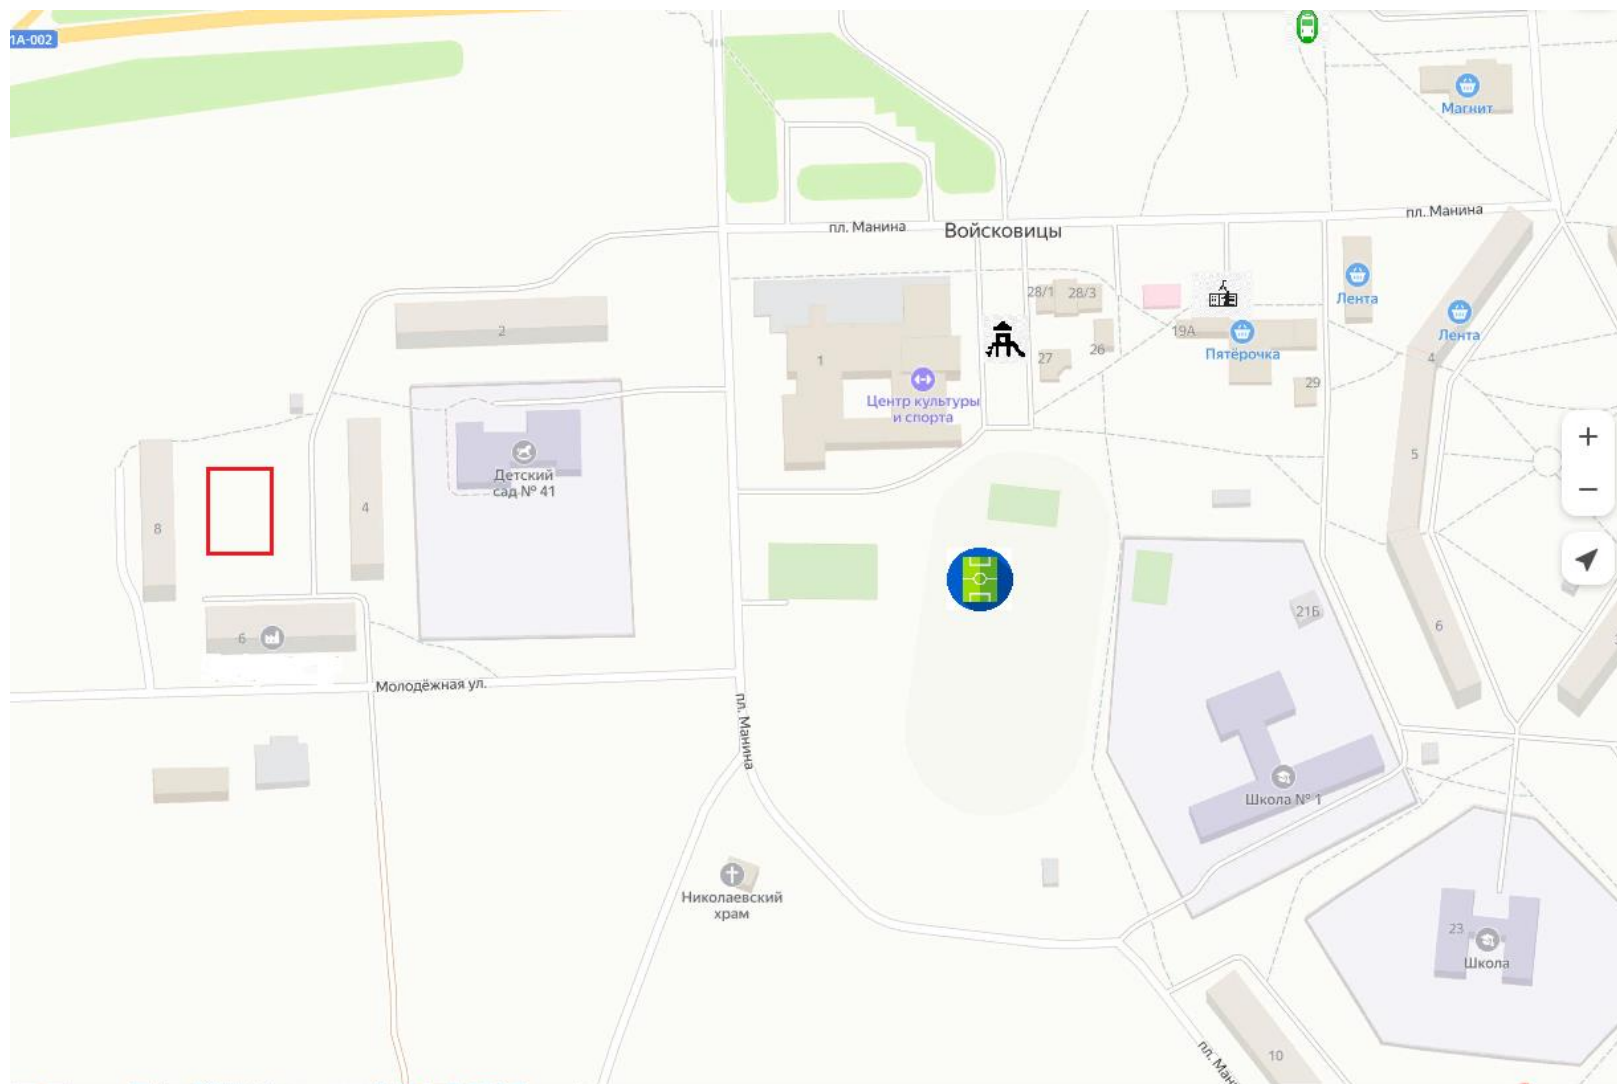 1А-002
Магнит
пл. Манина
пл. Манина
Войсковицы
28/1
28/3
Лента
Лента
2
1
27
26
19А
Пятёрочка
4
29
Центр культуры
и спорта
Детский
сад № 41
5
8
4
6
21Б
6
Молодёжная ул.
пл. Манина
Школа № 1
Николаевский
храм
23
Школа
10